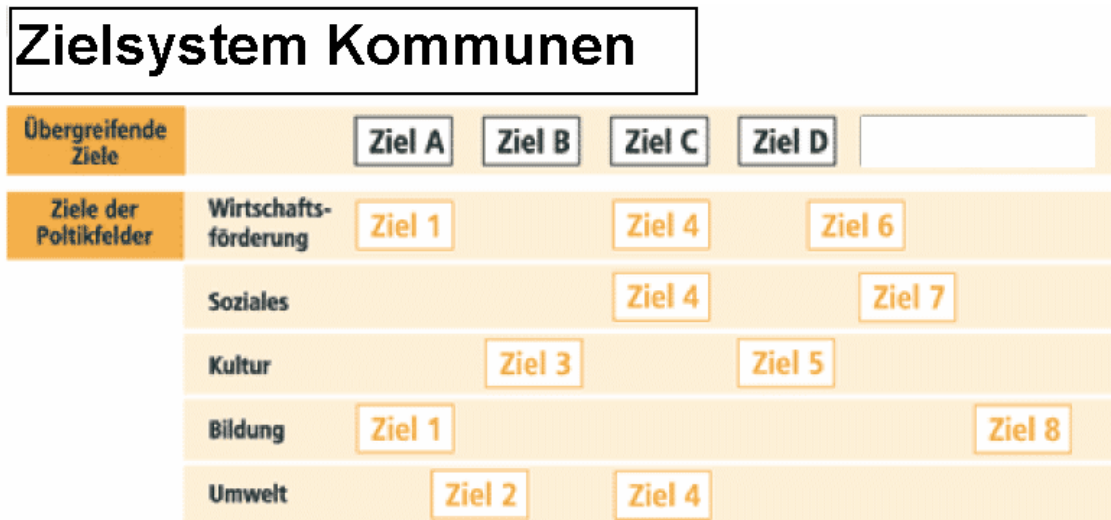 Zielsystem Kommunen
Übergreifende
Ziele
Ziel A Ziel B Ziel C Ziel D
Ziele der
Poltikfelder
Wirtschafts-
förderung
Ziel 1 Ziel 4 Ziel 6
Soziales Ziel 4 Ziel 7
Kultur Ziel 3 Ziel 5
Bildung Ziel 1 Ziel 8
Umwelt Ziel 2 Ziel 4